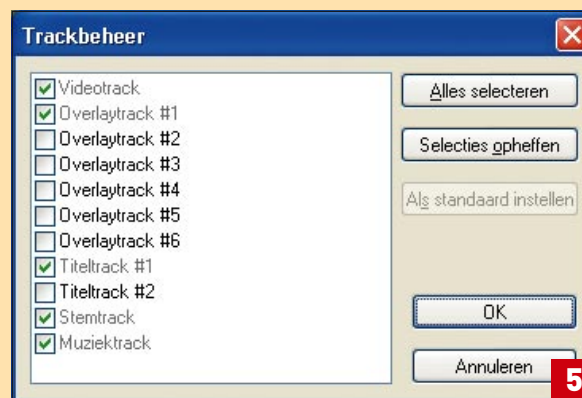 Trackbeheer
Videotrack
Overlaytrack #1
Overlaytrack #2
Overlaytrack #3
Overlaytrack #4
Overlaytrack #5
Overlaytrack #6
Titeltrack #1
Titeltrack #2
Stemtrack
Muziektrack
Alles selecteren
Selecties opheffen
Als standaard instellen
OK
Annuleren
5